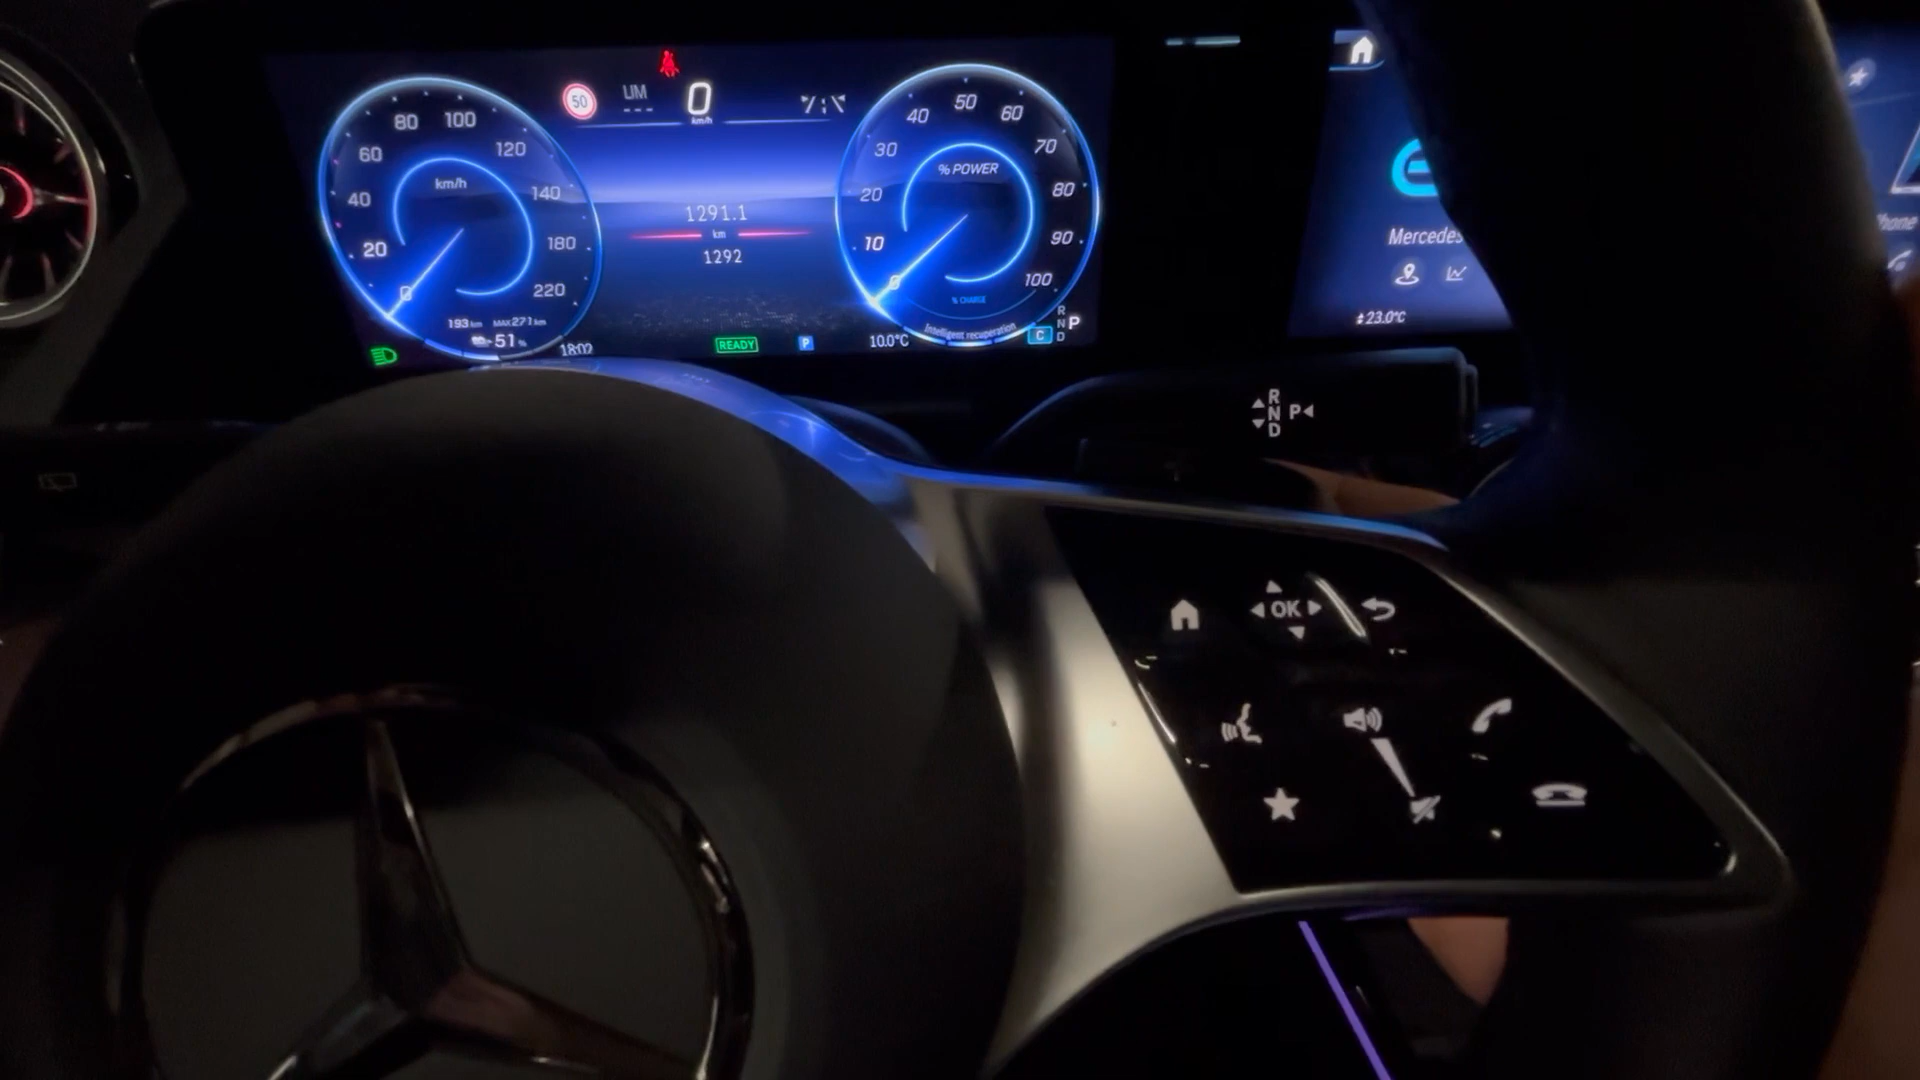 50
LIM
---
0
km/h
0
20
40
60
80
100
120
140
180
220
km/h
193 km MAX 271 km
51 %
18:02
1291.1
km
1292
READY
P
10.0°C
0
10
20
30
40
50
60
70
80
90
100
% POWER
% CHARGE
Intelligent recuperation
C
R
N P
D
Mercedes
23.0°C
hone
R
N P
D
OK